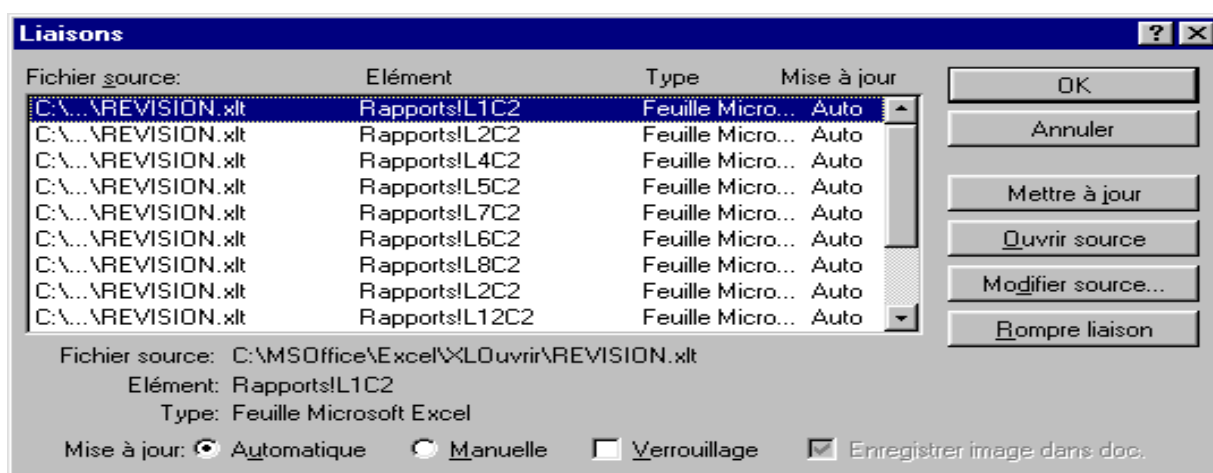 Liaisons
Fichier source: Elément Type Mise à jour
C:\...\REVISION.xlt Rapports!L1C2 Feuille Micro... Auto
C:\...\REVISION.xlt Rapports!L2C2 Feuille Micro... Auto
C:\...\REVISION.xlt Rapports!L4C2 Feuille Micro... Auto
C:\...\REVISION.xlt Rapports!L5C2 Feuille Micro... Auto
C:\...\REVISION.xlt Rapports!L7C2 Feuille Micro... Auto
C:\...\REVISION.xlt Rapports!L6C2 Feuille Micro... Auto
C:\...\REVISION.xlt Rapports!L8C2 Feuille Micro... Auto
C:\...\REVISION.xlt Rapports!L2C2 Feuille Micro... Auto
C:\...\REVISION.xlt Rapports!L12C2 Feuille Micro... Auto
OK
Annuler
Mettre à jour
Ouvrir source
Modifier source...
Rompre liaison
Fichier source: C:\MSOffice\Excel\XLOuvrir\REVISION.xlt
Elément: Rapports!L1C2
Type: Feuille Microsoft Excel
Mise à jour: Automatique Manuelle Verrouillage Enregistrer image dans doc.